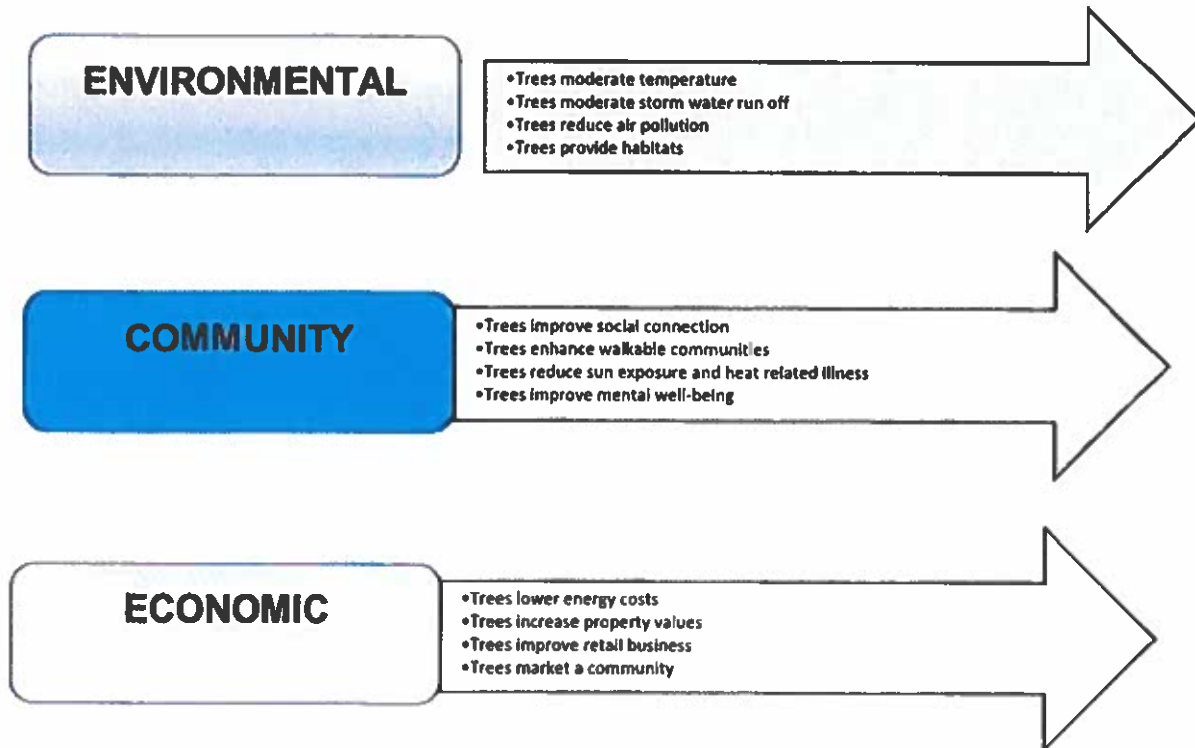 ENVIRONMENTAL
•Trees moderate temperature
•Trees moderate storm water run off
•Trees reduce air pollution
•Trees provide habitats
COMMUNITY
•Trees improve social connection
•Trees enhance walkable communities
•Trees reduce sun exposure and heat related illness
•Trees improve mental well-being
ECONOMIC
•Trees lower energy costs
•Trees increase property values
•Trees improve retail business
•Trees market a community